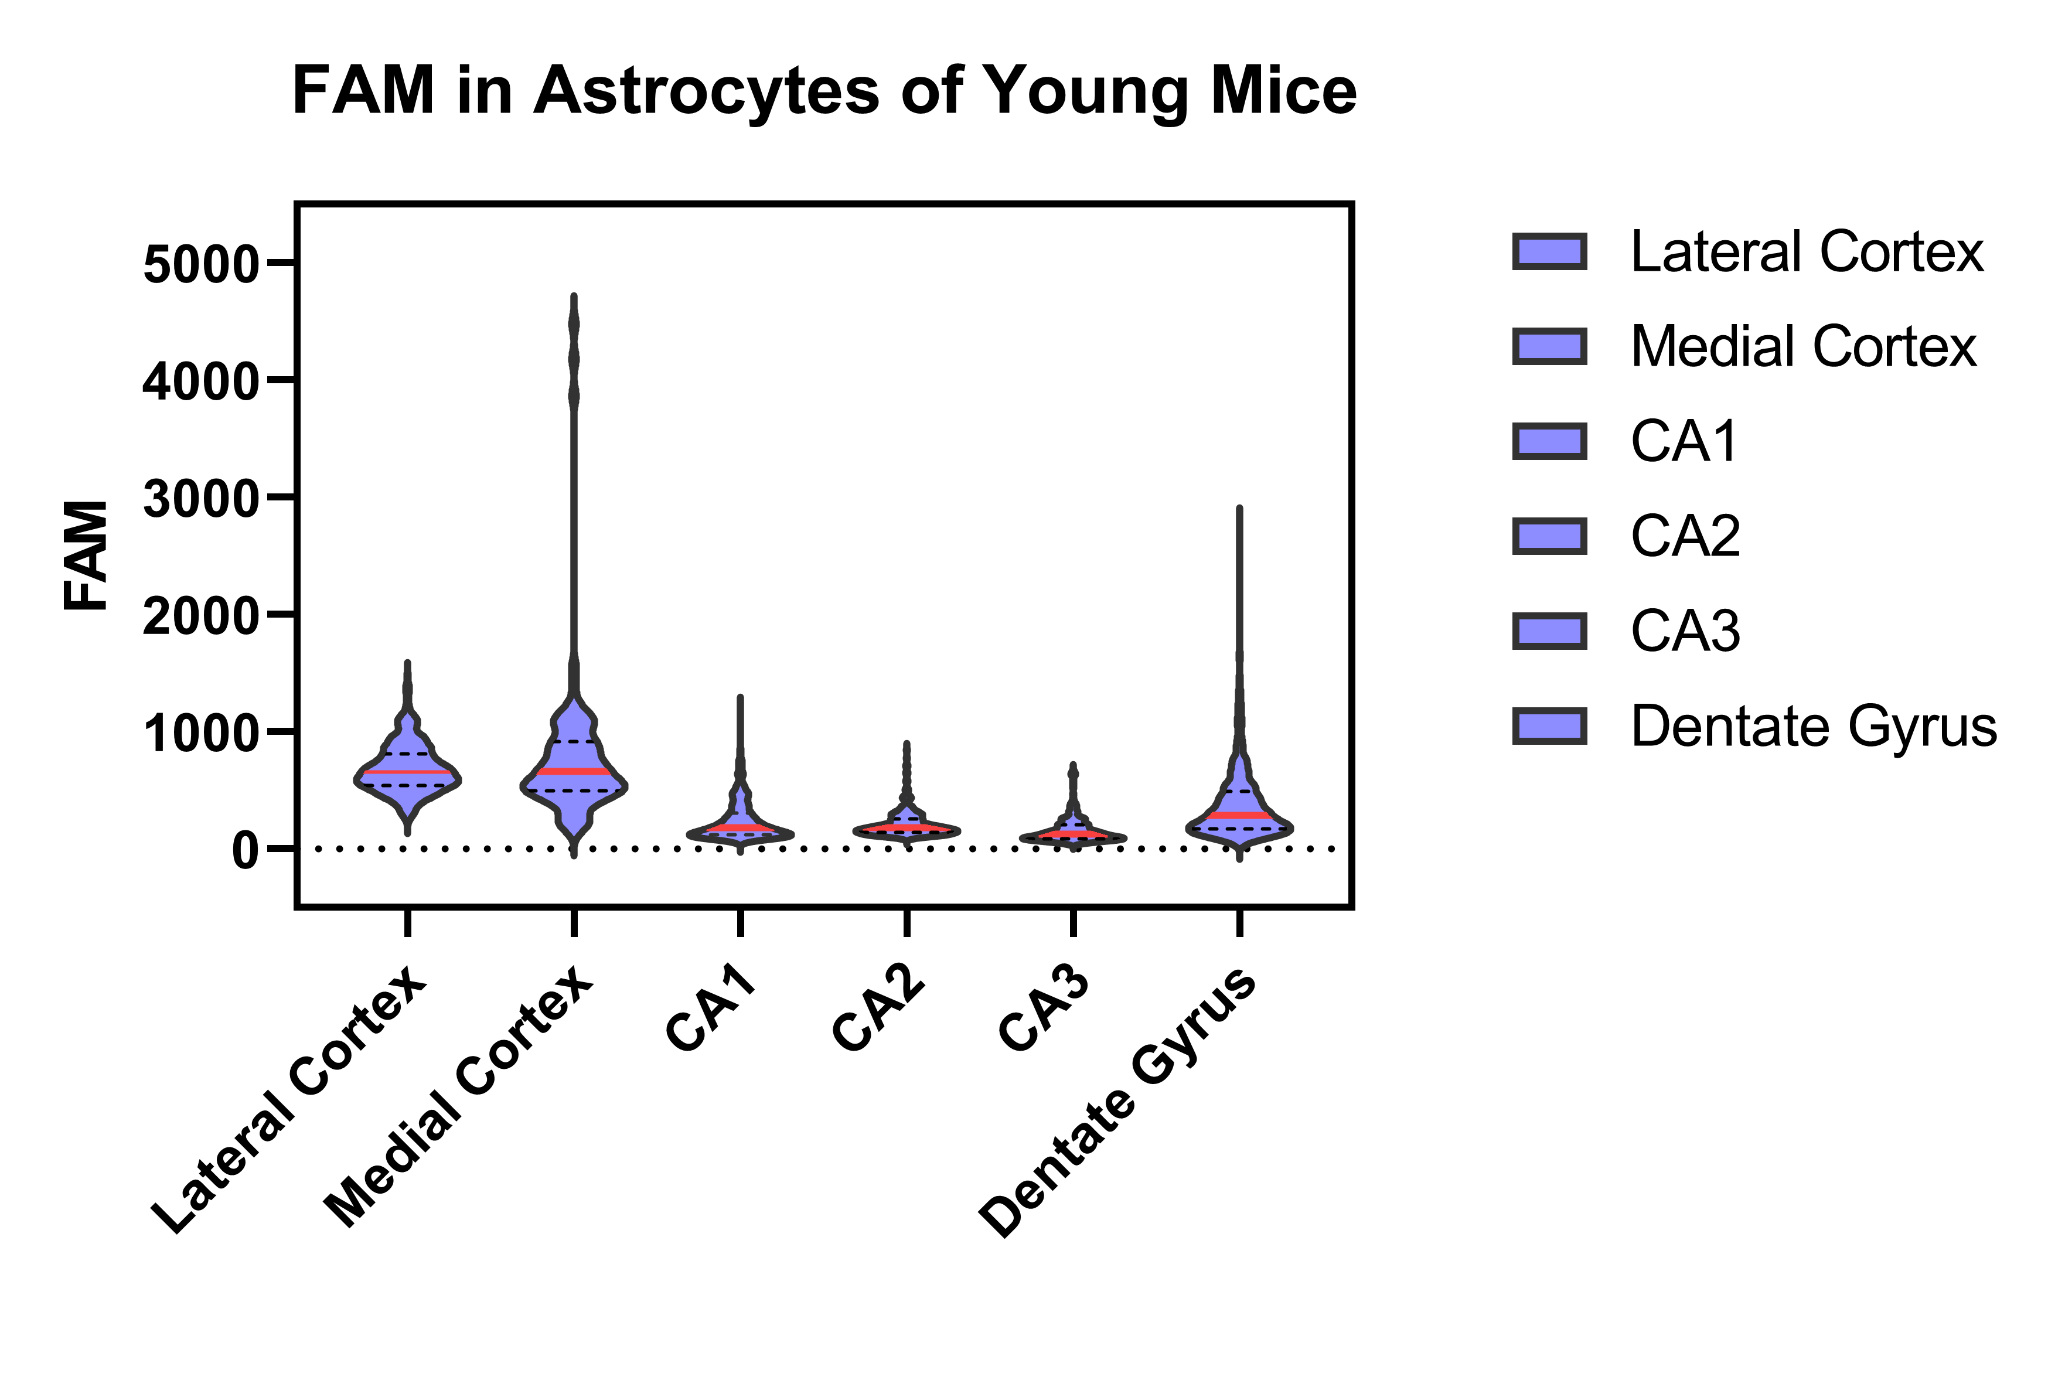 FAM in Astrocytes of Young Mice
FAM
5000
4000
3000
2000
1000
0
Lateral Cortex
Medial Cortex
CA1
CA2
CA3
Dentate Gyrus
Lateral Cortex
Medial Cortex
CA1
CA2
CA3
Dentate Gyrus